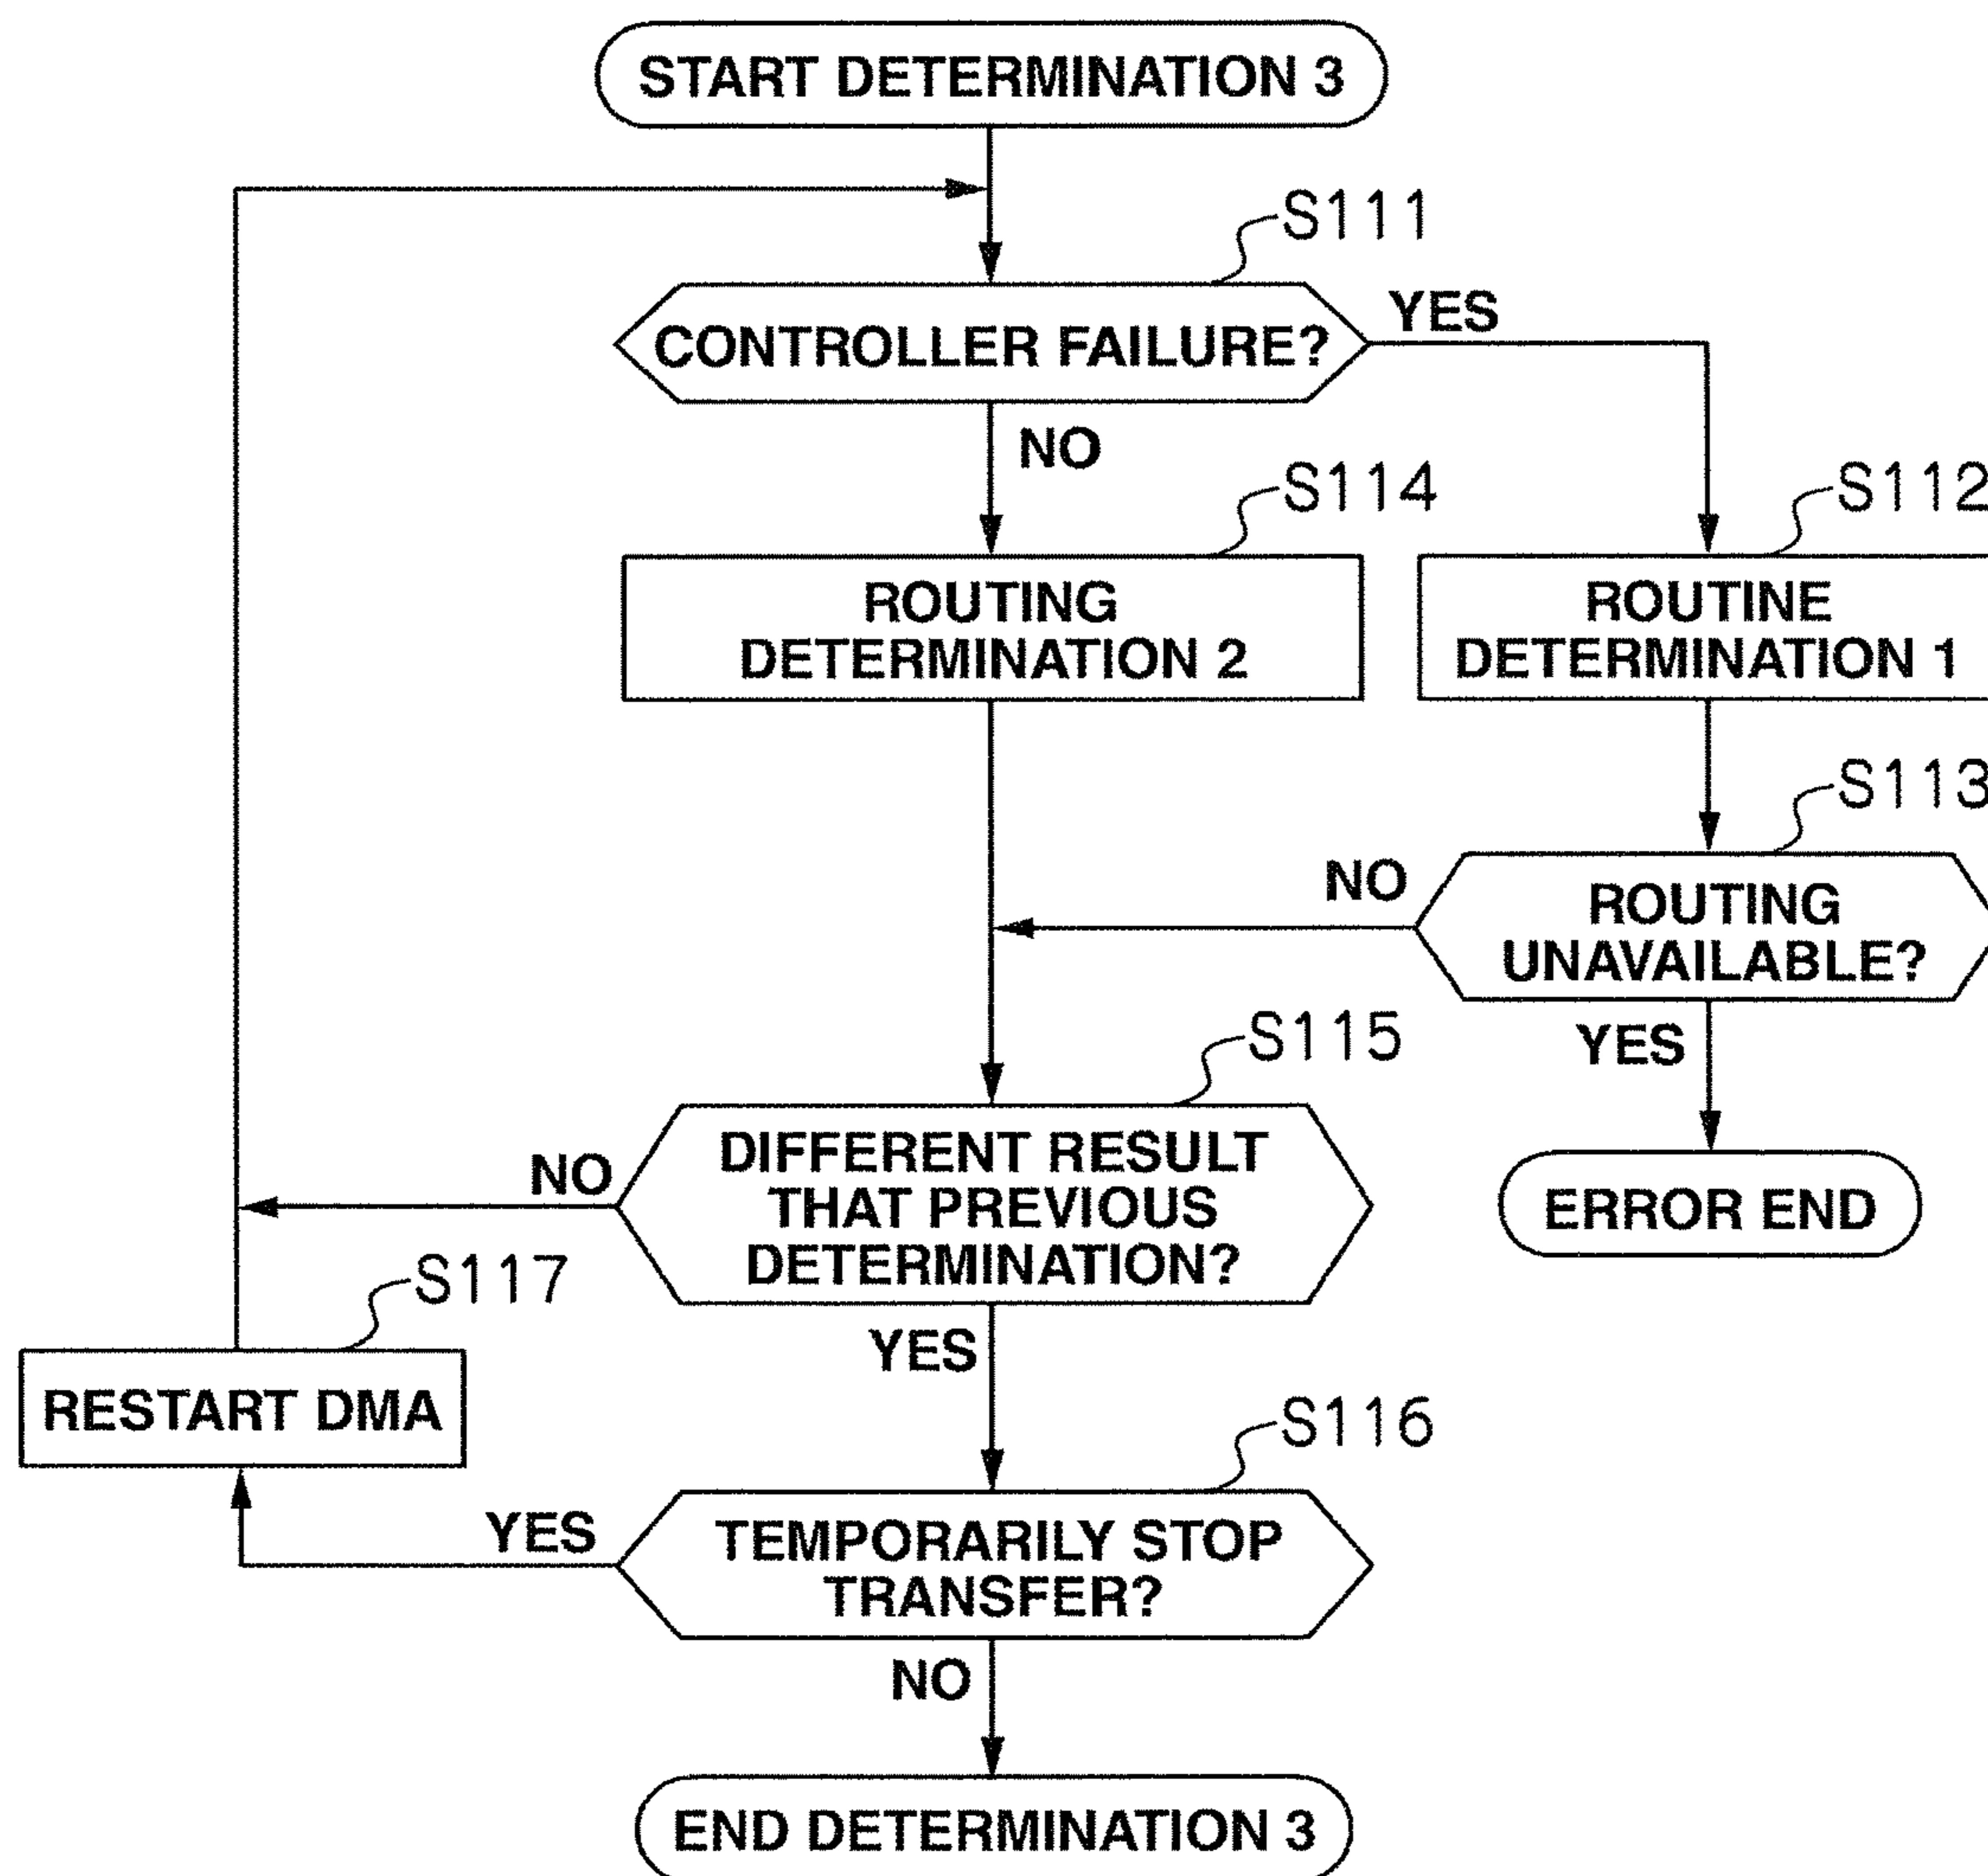 START DETERMINATION 3
S111
CONTROLLER FAILURE?
YES
NO
S114
S112
ROUTING
DETERMINATION 2
ROUTINE
DETERMINATION 1
S113
NO
ROUTING
UNAVAILABLE?
YES
S115
DIFFERENT RESULT
THAT PREVIOUS
DETERMINATION?
NO
ERROR END
S117
YES
RESTART DMA
S116
YES
TEMPORARILY STOP
TRANSFER?
NO
END DETERMINATION 3